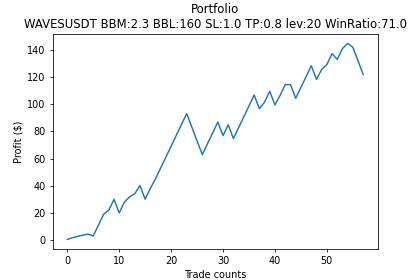 Portfolio
WAVESUSDT BBM:2.3 BBL:160 SL:1.0 TP:0.8 lev:20 WinRatio:71.0
140
120
100
80
60
40
20
0
Profit ($)
0 10 20 30 40 50
Trade counts